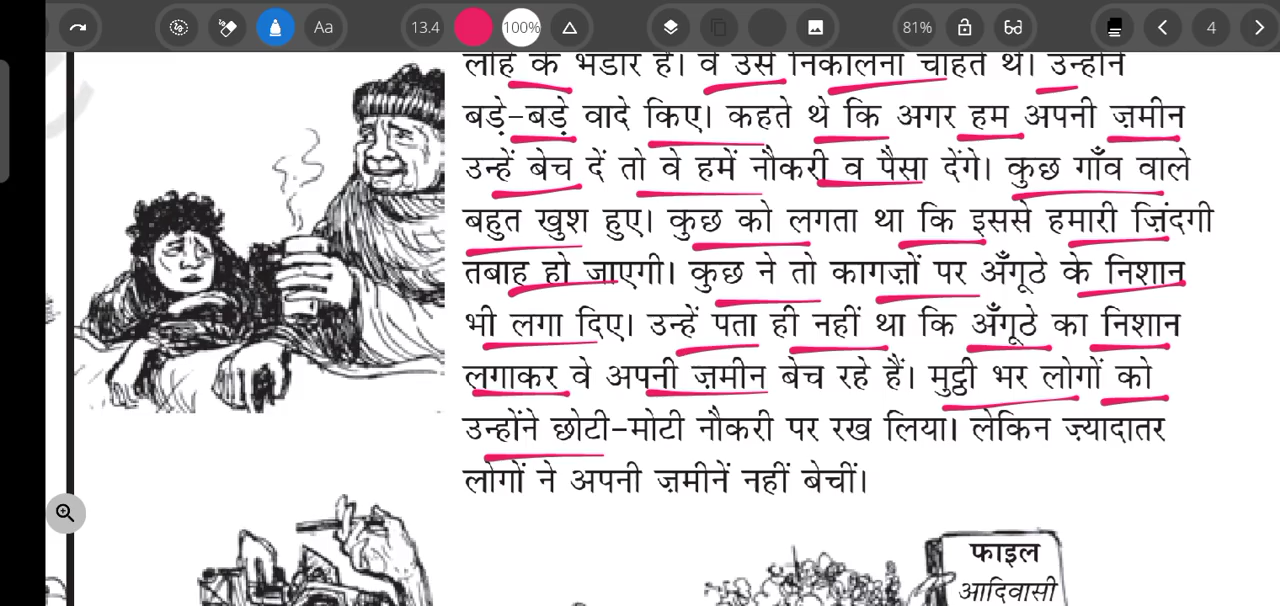 Aa
13.4
100%
81%
4
लोहे के भंडार हैं। वे उसे निकालना चाहते थे। उन्होंने
बड़े-बड़े वादे किए। कहते थे कि अगर हम अपनी ज़मीन
उन्हें बेच दें तो वे हमें नौकरी व पैसा देंगे। कुछ गाँव वाले
बहुत खुश हुए। कुछ को लगता था कि इससे हमारी ज़िंदगी
तबाह हो जाएगी। कुछ ने तो कागज़ों पर अँगूठे के निशान
भी लगा दिए। उन्हें पता ही नहीं था कि अँगूठे का निशान
लगाकर वे अपनी ज़मीन बेच रहे हैं। मुट्ठी भर लोगों को
उन्होंने छोटी-मोटी नौकरी पर रख लिया। लेकिन ज़्यादातर
लोगों ने अपनी ज़मीनें नहीं बेचीं।
फाइल
आदिवासी